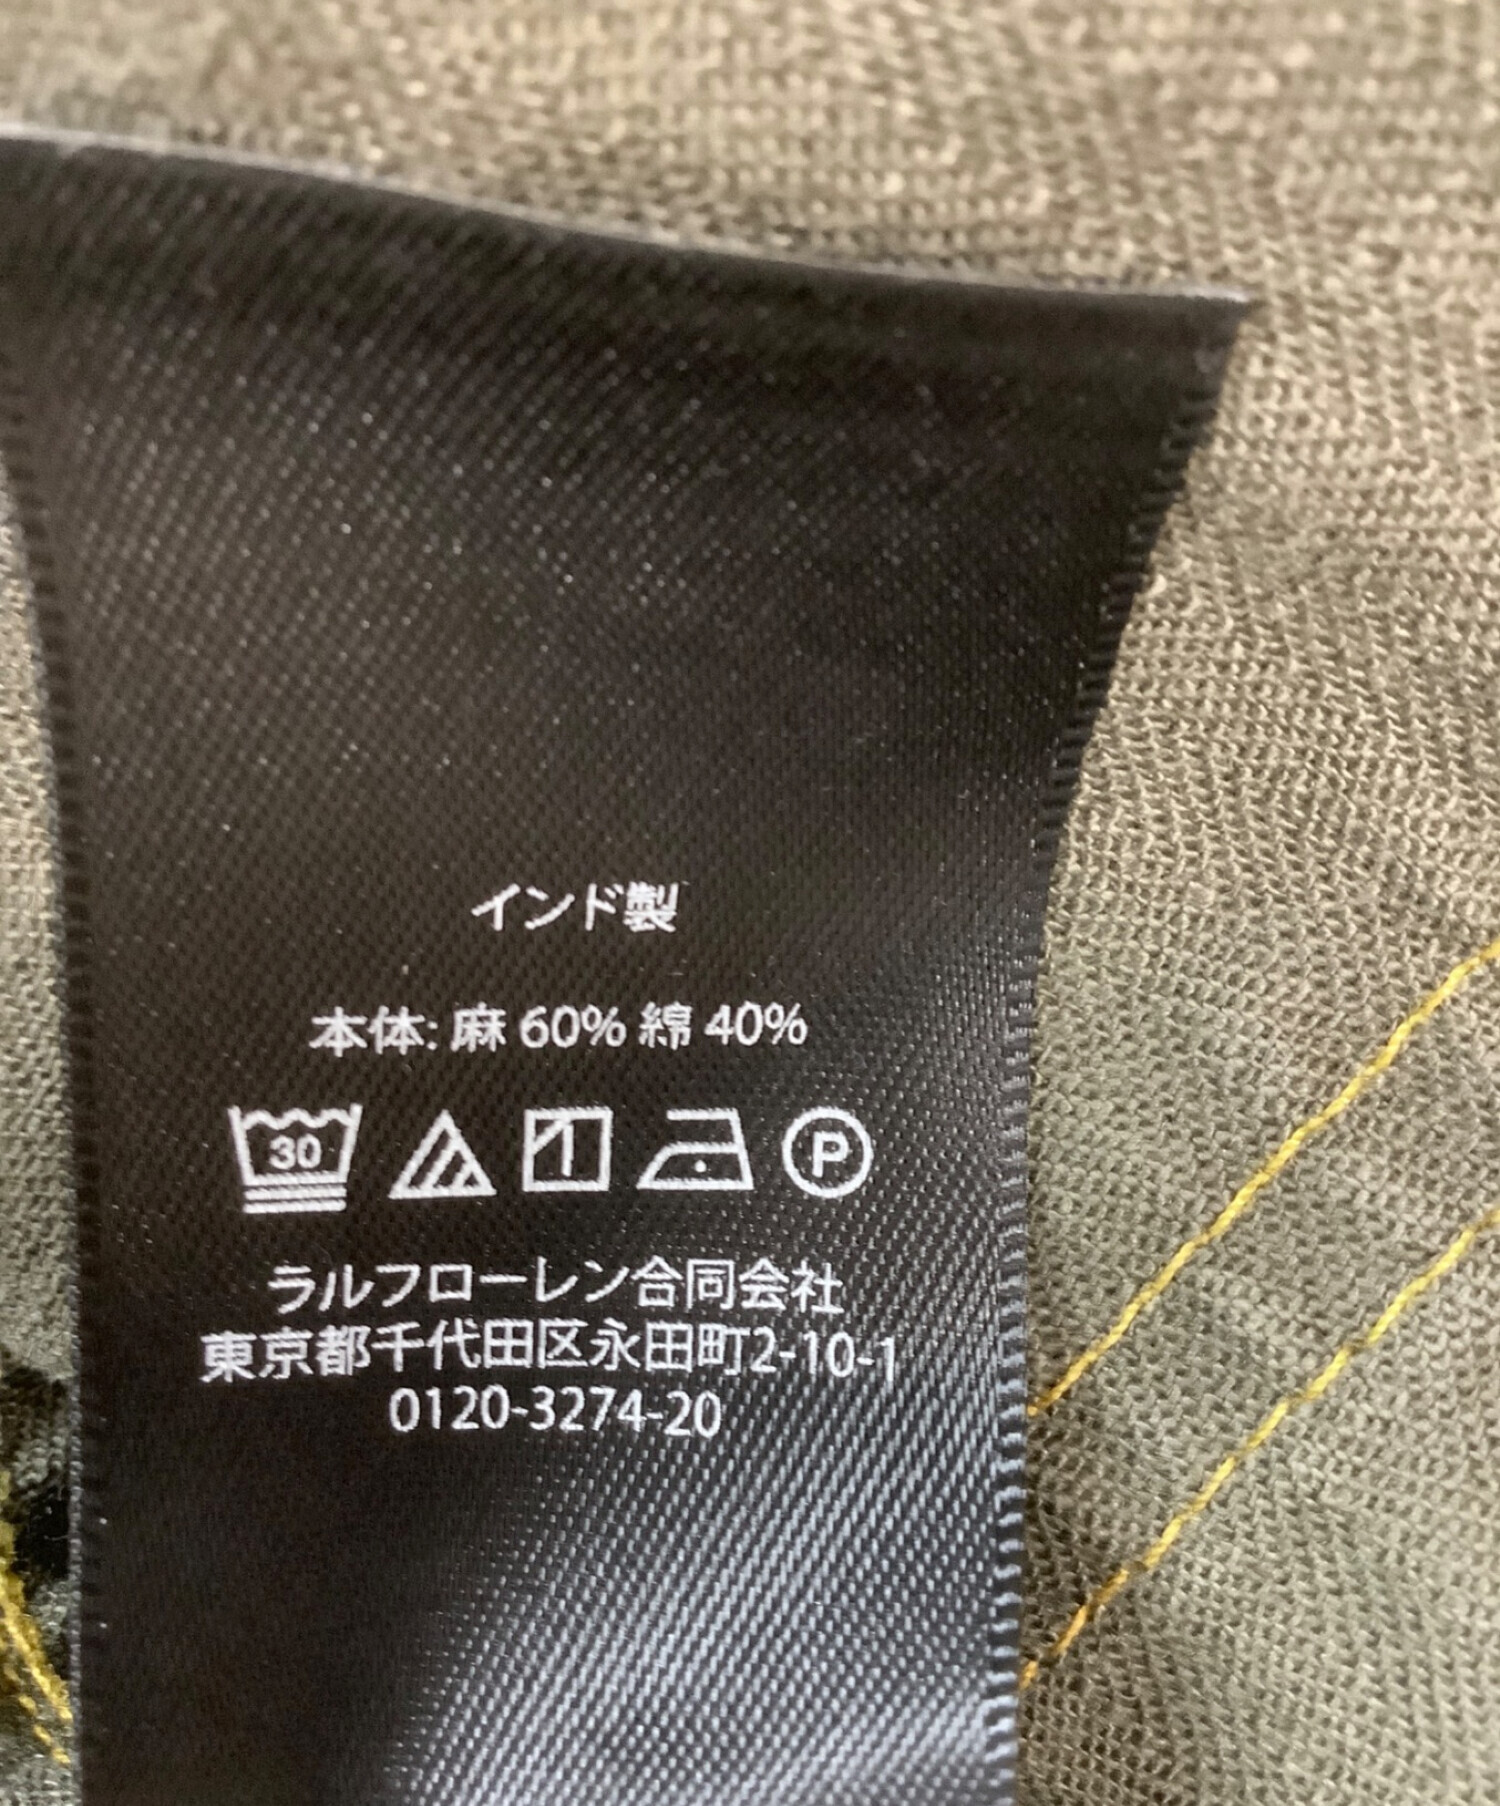 インド製
本体: 麻 60% 綿 40%
30
P
ラルフローレン合同会社
東京都千代田区永田町2-10-1
0120-3274-20